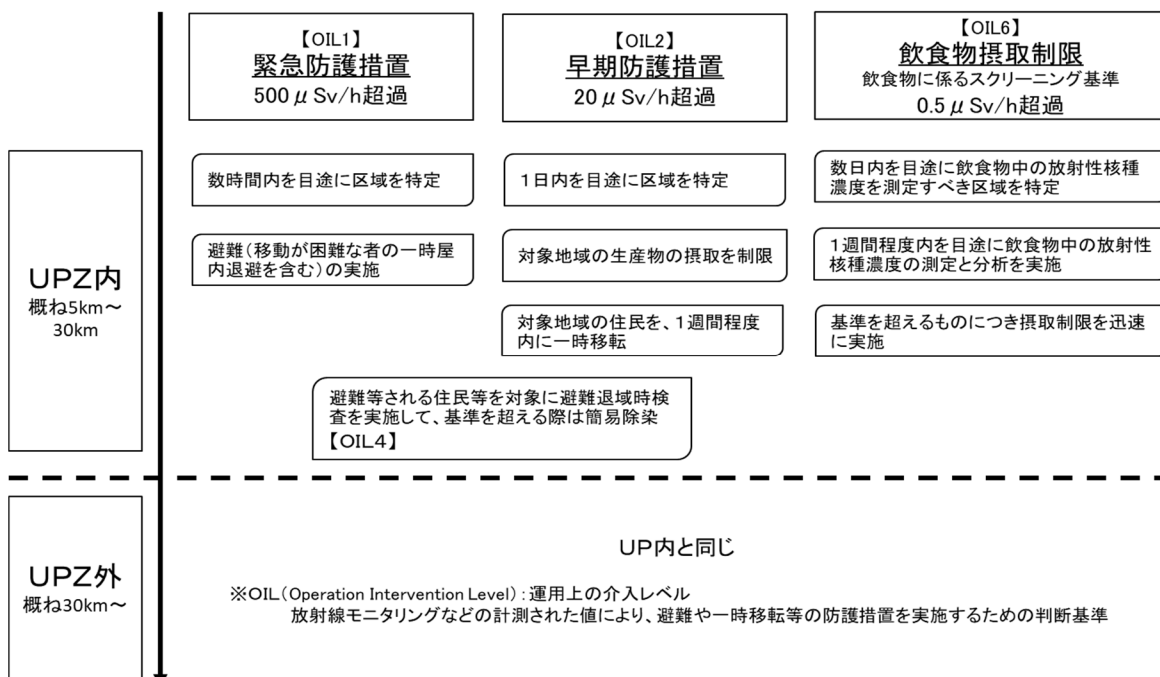 【OIL1】
緊急防護措置
500μSv/h超過
【OIL2】
早期防護措置
20μSv/h超過
【OIL6】
飲食物摂取制限
飲食物に係るスクリーニング基準
0.5μSv/h超過
UPZ内
概ね5km～
30km
数時間内を目途に区域を特定
避難（移動が困難な者の一時屋
内退避を含む）の実施
1日内を目途に区域を特定
対象地域の生産物の摂取を制限
対象地域の住民を、1週間程度
内に一時移転
数日内を目途に飲食物中の放射性核種
濃度を測定すべき区域を特定
1週間程度内を目途に飲食物中の放射性
核種濃度の測定と分析を実施
基準を超えるものにつき摂取制限を迅速
に実施
避難等される住民等を対象に避難退域時検
査を実施して、基準を超える際は簡易除染
【OIL4】
UPZ外
概ね30km～
UP内と同じ
※OIL（Operation Intervention Level）：運用上の介入レベル
放射線モニタリングなどの計測された値により、避難や一時移転等の防護措置を実施するための判断基準